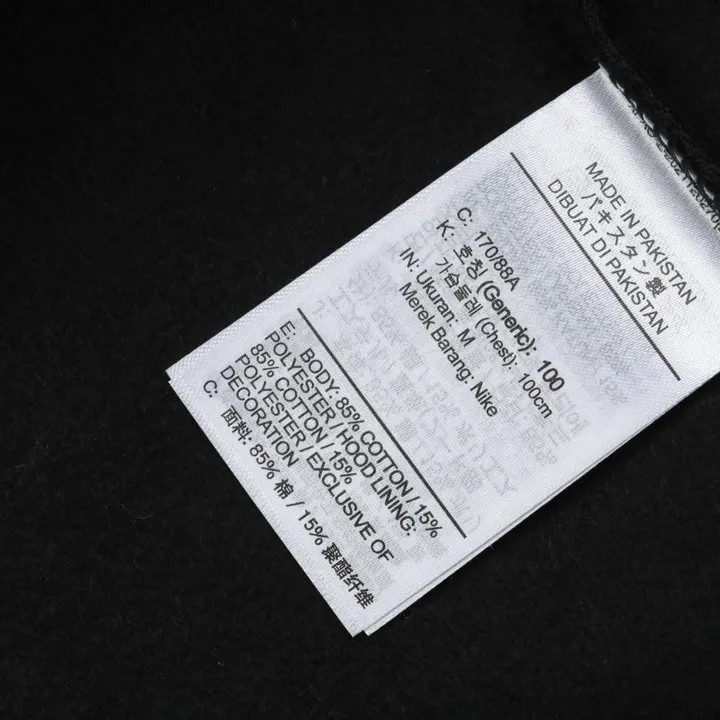 MADE IN PAKISTAN
パキスタン製
DIBUAT DI PAKISTAN
C: 170/88A
K: 호칭 (Generic): 100
가슴둘레 (Chest): 100cm
IN: Ukuran: M
Merek Barang: Nike
E: BODY: 85% COTTON / 15%
POLYESTER / HOOD LINING:
85% COTTON / 15%
POLYESTER / EXCLUSIVE OF
DECORATION
C: 面料: 85% 棉 / 15% 聚酯纤维